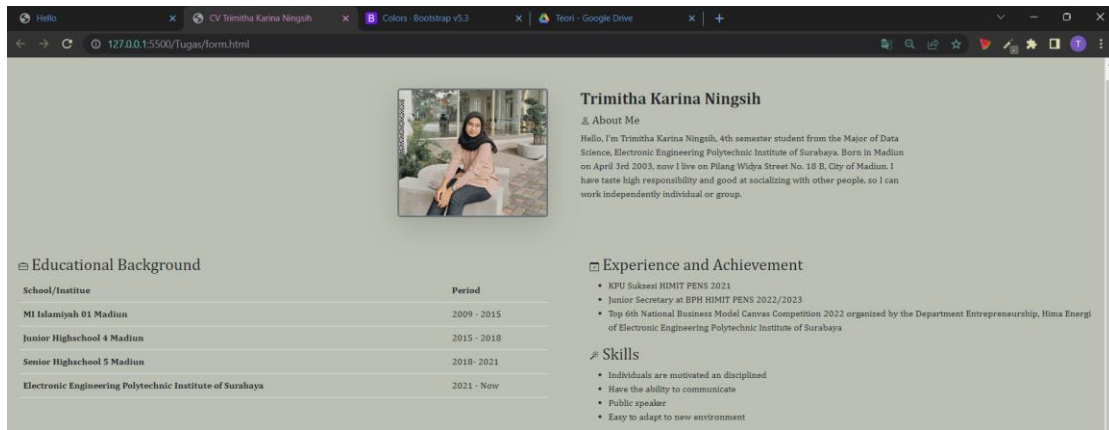 Hello
CV Trimitha Karina Ningsih
B Colors · Bootstrap v5.3
Teori - Google Drive
127.0.0.1:5500/Tugas/form.html
T
Trimitha Karina Ningsih
About Me
Hello, I'm Trimitha Karina Ningsih, 4th semester student from the Major of Data
Science, Electronic Engineering Polytechnic Institute of Surabaya. Born in Madiun
on April 3rd 2003, now I live on Pilang Widya Street No. 18 B, City of Madiun. I
have taste high responsibility and good at socializing with other people, so I can
work independently individual or group.
Educational Background
School/Institue Period
MI Islamiyah 01 Madiun 2009 - 2015
Junior Highschool 4 Madiun 2015 - 2018
Senior Highschool 5 Madiun 2018- 2021
Electronic Engineering Polytechnic Institute of Surabaya 2021 - Now
Experience and Achievement
KPU Suksesi HIMIT PENS 2021
Junior Secretary at BPH HIMIT PENS 2022/2023
Top 6th National Business Model Canvas Competition 2022 organized by the Department Entrepreneurship, Hima Energi
of Electronic Engineering Polytechnic Institute of Surabaya
Skills
Individuals are motivated an disciplined
Have the ability to communicate
Public speaker
Easy to adapt to new environment